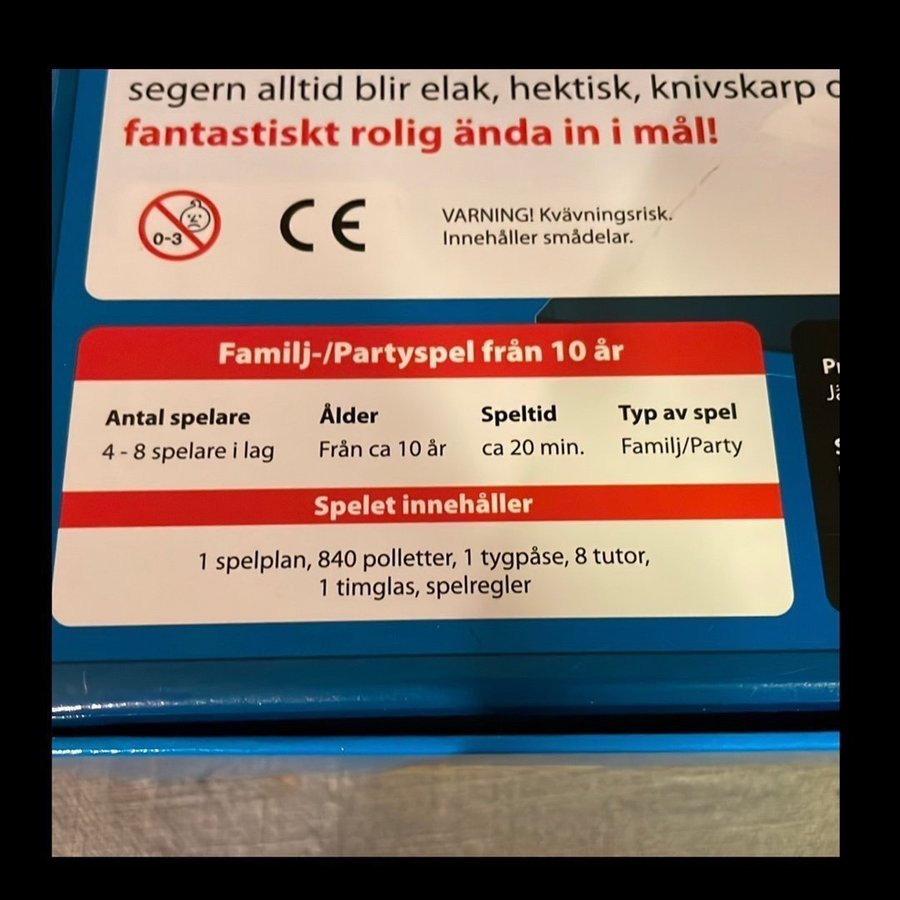 segern alltid blir elak, hektisk, knivskarp
fantastiskt rolig ända in i mål!
0-3
CE
VARNING! Kvävningsrisk.
Innehåller smådelar.
Familj-/Partyspel från 10 år
Antal spelare Ålder Speltid Typ av spel
4 - 8 spelare i lag Från ca 10 år ca 20 min. Familj/Party
Spelet innehåller
1 spelplan, 840 polletter, 1 tygpåse, 8 tutor,
1 timglas, spelregler